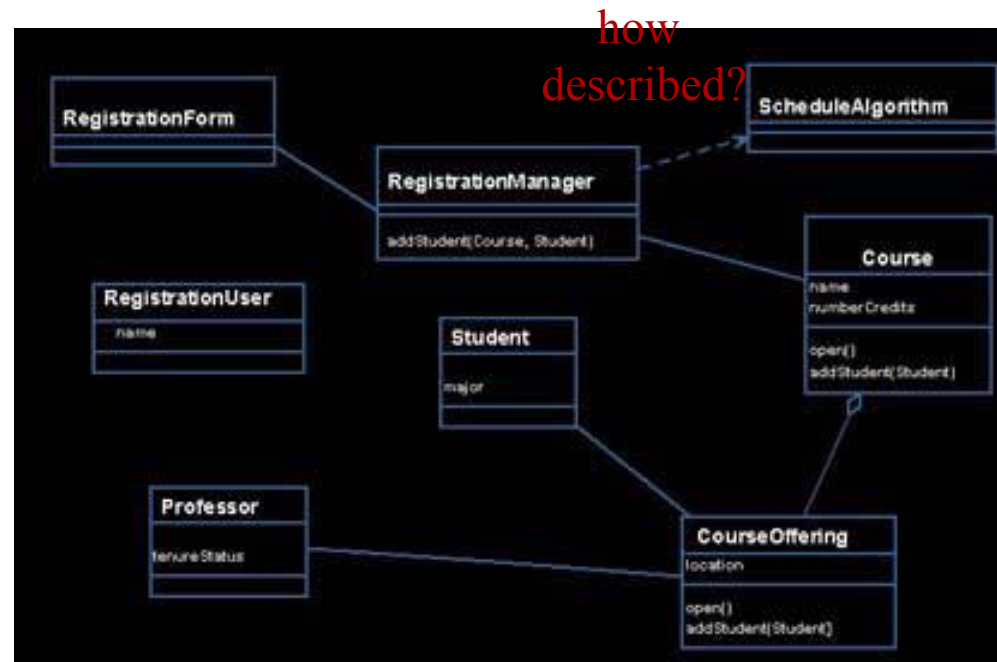 how
described?
RegistrationForm
ScheduleAlgorithm
RegistrationManager
addStudent(Course, Student)
Course
name
numberCredits
open()
addStudent(Student)
RegistrationUser
name
Student
major
Professor
tenureStatus
CourseOffering
location
open()
addStudent(Student)